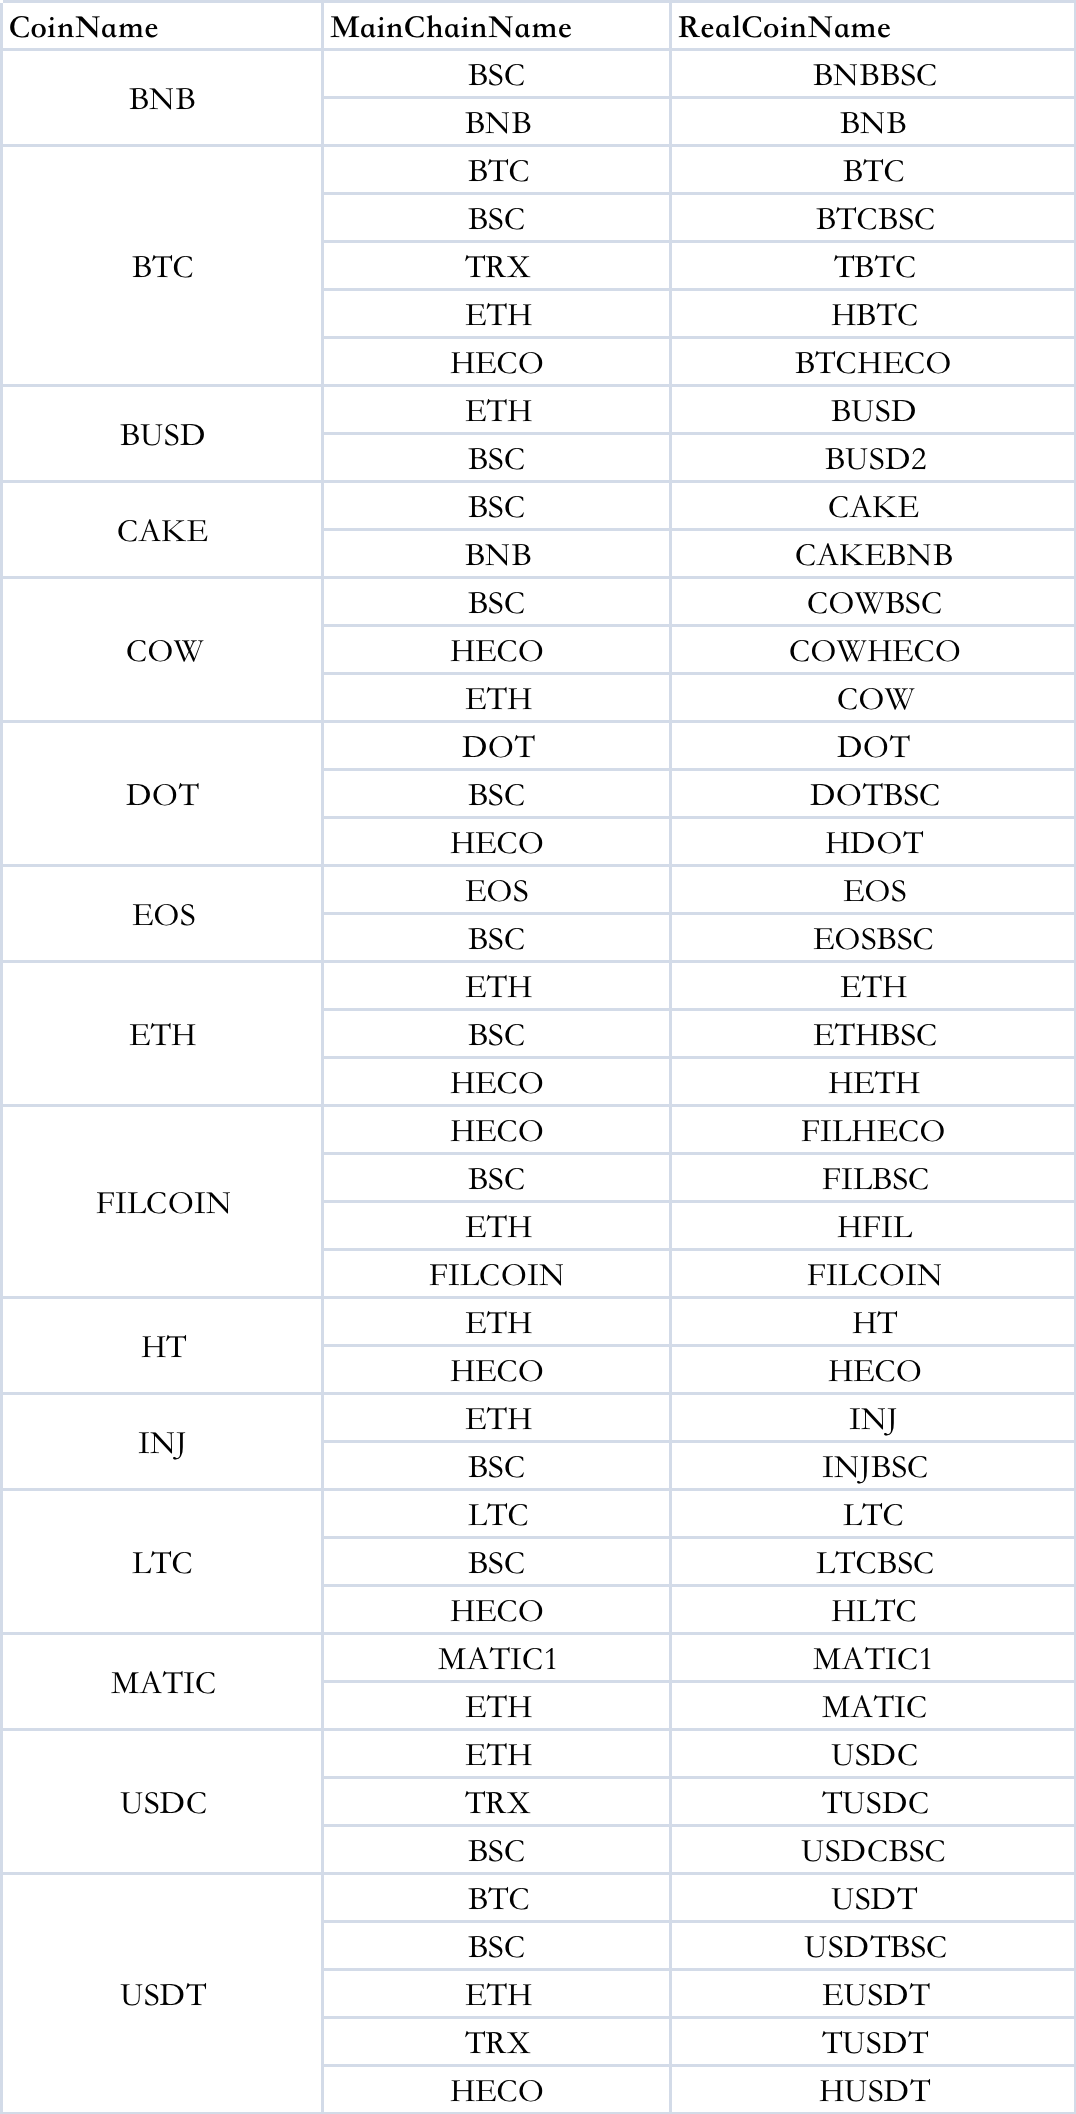 CoinName MainChainName RealCoinName
BNB BSC BNBBSC
BNB BNB
BTC BTC BTC
BSC BTCBSC
TRX TBTC
ETH HBTC
HECO BTCHECO
BUSD ETH BUSD
BSC BUSD2
CAKE BSC CAKE
BNB CAKEBNB
COW BSC COWBSC
HECO COWHECO
ETH COW
DOT DOT DOT
BSC DOTBSC
HECO HDOT
EOS EOS EOS
BSC EOSBSC
ETH ETH ETH
BSC ETHBSC
HECO HETH
FILCOIN HECO FILHECO
BSC FILBSC
ETH HFIL
FILCOIN FILCOIN
HT ETH HT
HECO HECO
INJ ETH INJ
BSC INJBSC
LTC LTC LTC
BSC LTCBSC
HECO HLTC
MATIC MATIC1 MATIC1
ETH MATIC
USDC ETH USDC
TRX TUSDC
BSC USDCBSC
USDT BTC USDT
BSC USDTBSC
ETH EUSDT
TRX TUSDT
HECO HUSDT